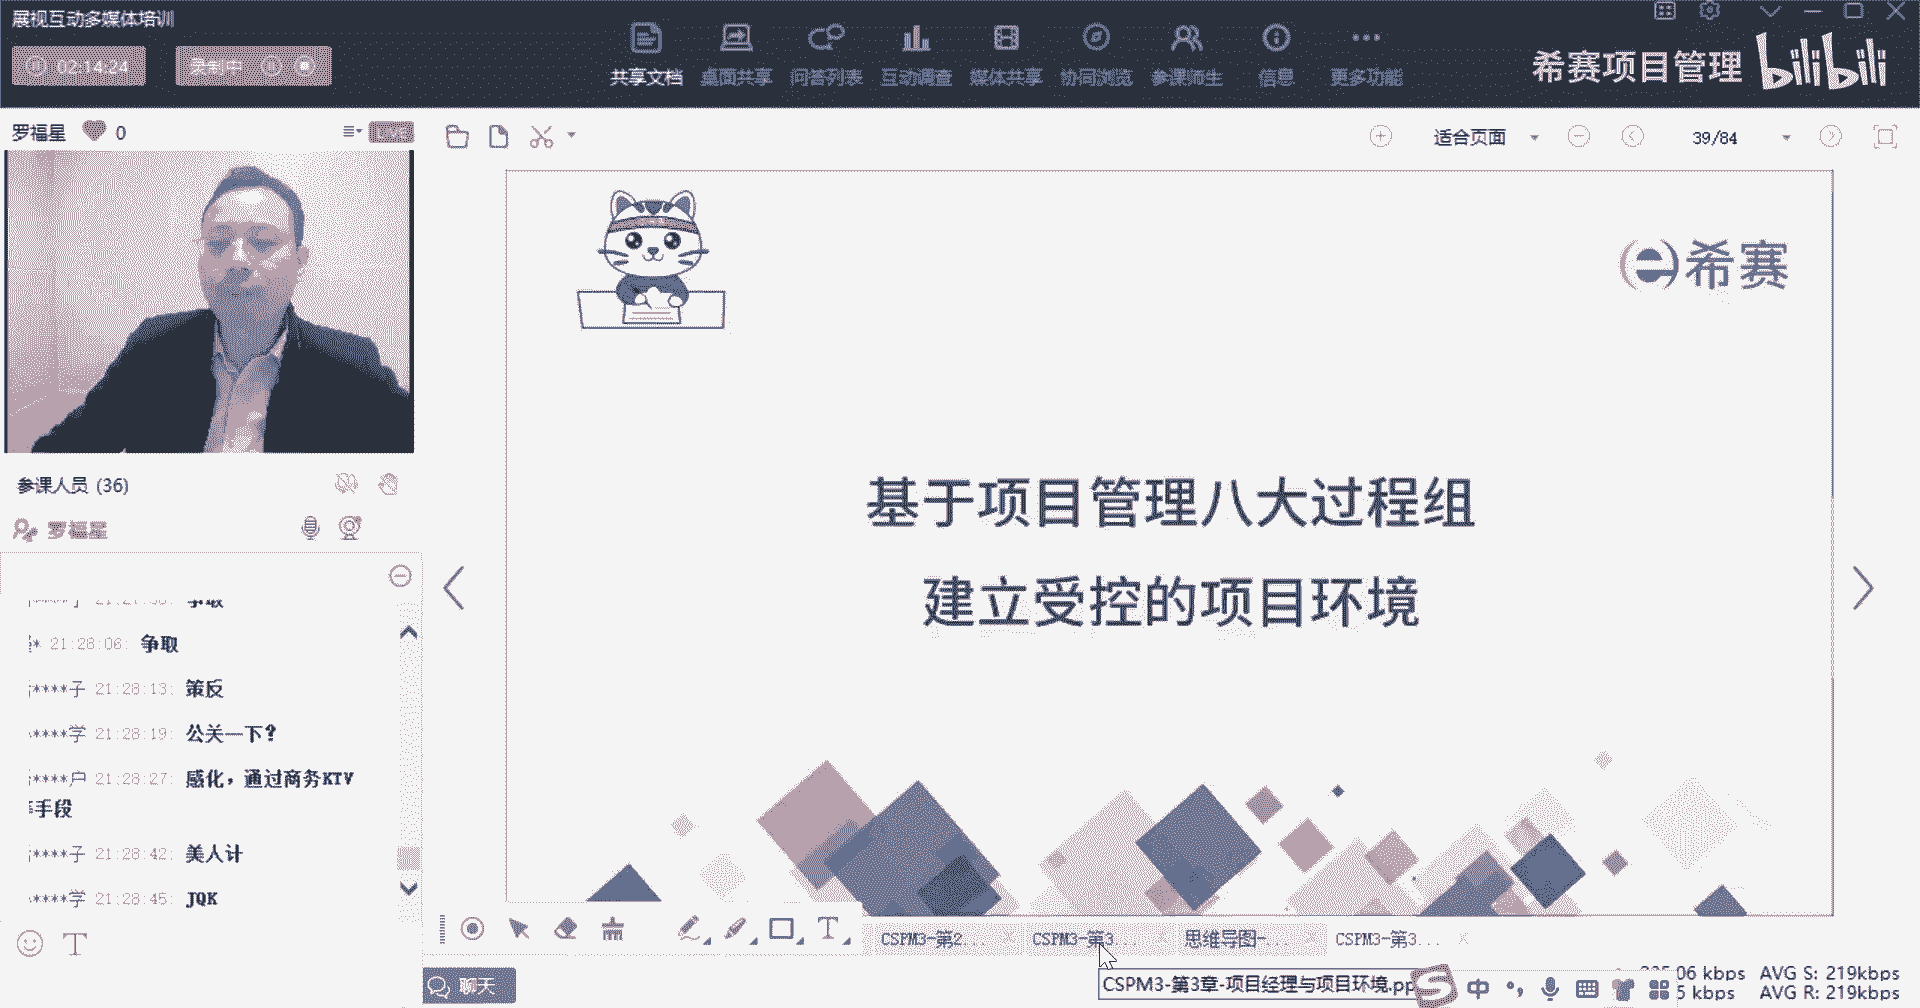 展视互动多媒体培训
02:14:24
录制中
共享文档
桌面共享
问答列表
互动调查
媒体共享
协同浏览
参课师生
信息
更多功能
希赛项目管理 bilibili
罗福星 0
LIVE
适合页面
39/84
希赛
基于项目管理八大过程组
建立受控的项目环境
参课人员 (36)
罗福星
21:28:06: 争取
****子 21:28:13: 策反
****学 21:28:19: 公关一下?
****户 21:28:27: 感化，通过商务KTV
手段
****子 21:28:42: 美人计
****学 21:28:45: JQK
CSPM3-第2...
CSPM3-第3...
思维导图-...
CSPM3-第3...
聊天
CSPM3-第3章-项目经理与项目环境.pp
中
06 kbps AVG S: 219kbps
5 kbps AVG R: 219kbps